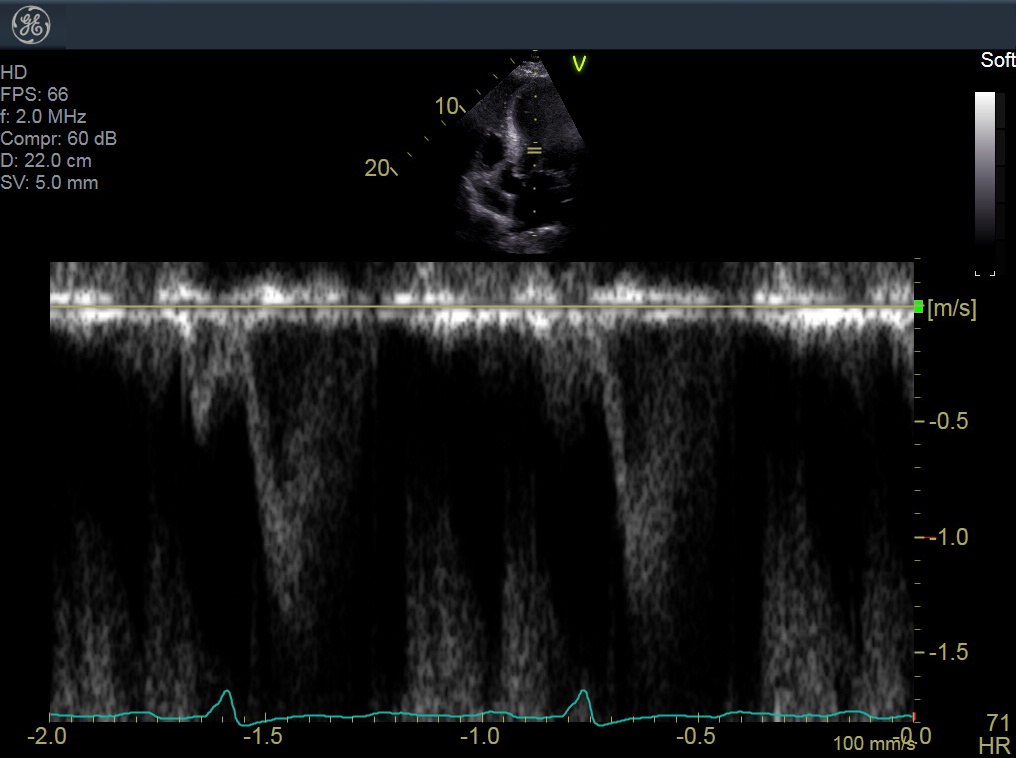 GE
Soft
V
HD
FPS: 66
f: 2.0 MHz
Compr: 60 dB
D: 22.0 cm
SV: 5.0 mm
10
20
[m/s]
-0.5
-1.0
-1.5
-2.0 -1.5 -1.0 -0.5 -0.0
100 mm/s
71
HR